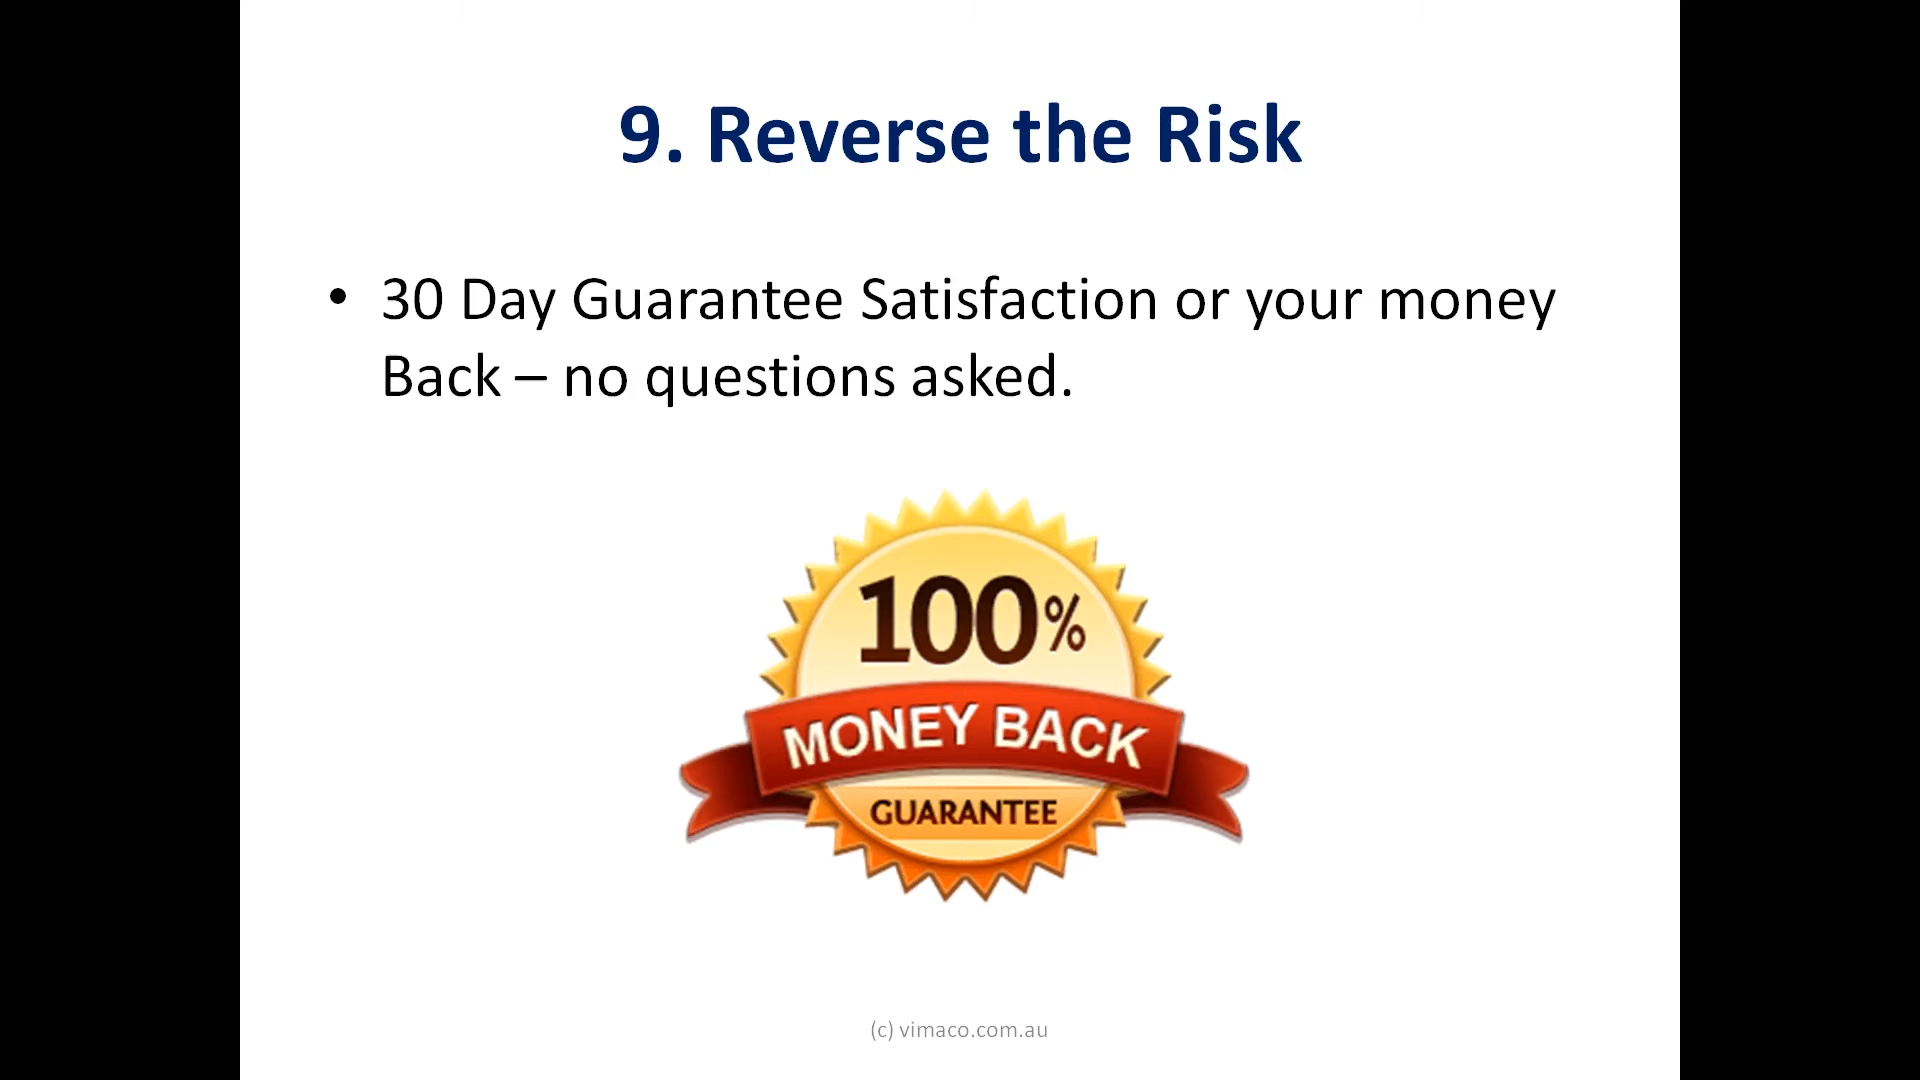 9. Reverse the Risk
• 30 Day Guarantee Satisfaction or your money
Back – no questions asked.
100%
MONEY BACK
GUARANTEE
(c) vimaco.com.au